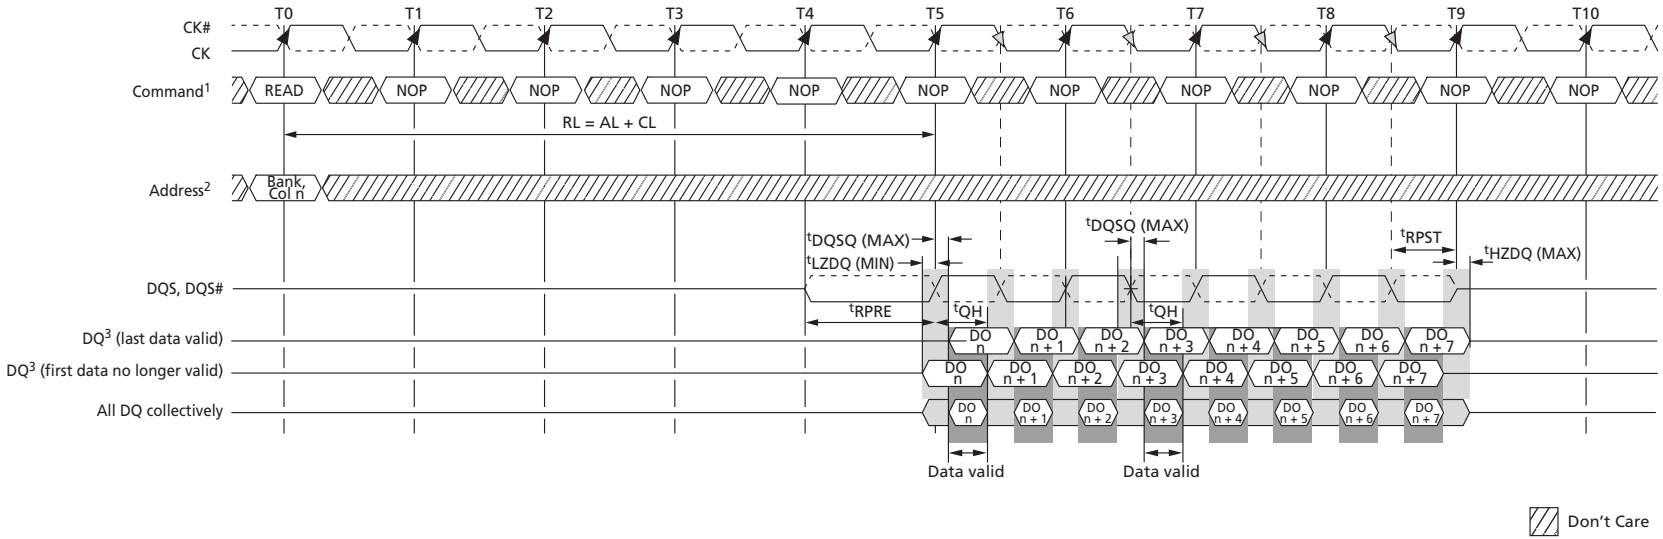 T0 T1 T2 T3 T4 T5 T6 T7 T8 T9 T10
CK#
CK
Command1 READ NOP NOP NOP NOP NOP NOP NOP NOP NOP NOP
RL = AL + CL
Address2 Bank, Col n
tDQSQ (MAX) tDQSQ (MAX) tRPST
tLZDQ (MIN) tHZDQ (MAX)
DQS, DQS#
tRPRE tQH tQH
DQ3 (last data valid) DO n DO n + 1 DO n + 2 DO n + 3 DO n + 4 DO n + 5 DO n + 6 DO n + 7
DQ3 (first data no longer valid) DO n DO n + 1 DO n + 2 DO n + 3 DO n + 4 DO n + 5 DO n + 6 DO n + 7
All DQ collectively DO n DO n + 1 DO n + 2 DO n + 3 DO n + 4 DO n + 5 DO n + 6 DO n + 7
Data valid Data valid
Don't Care